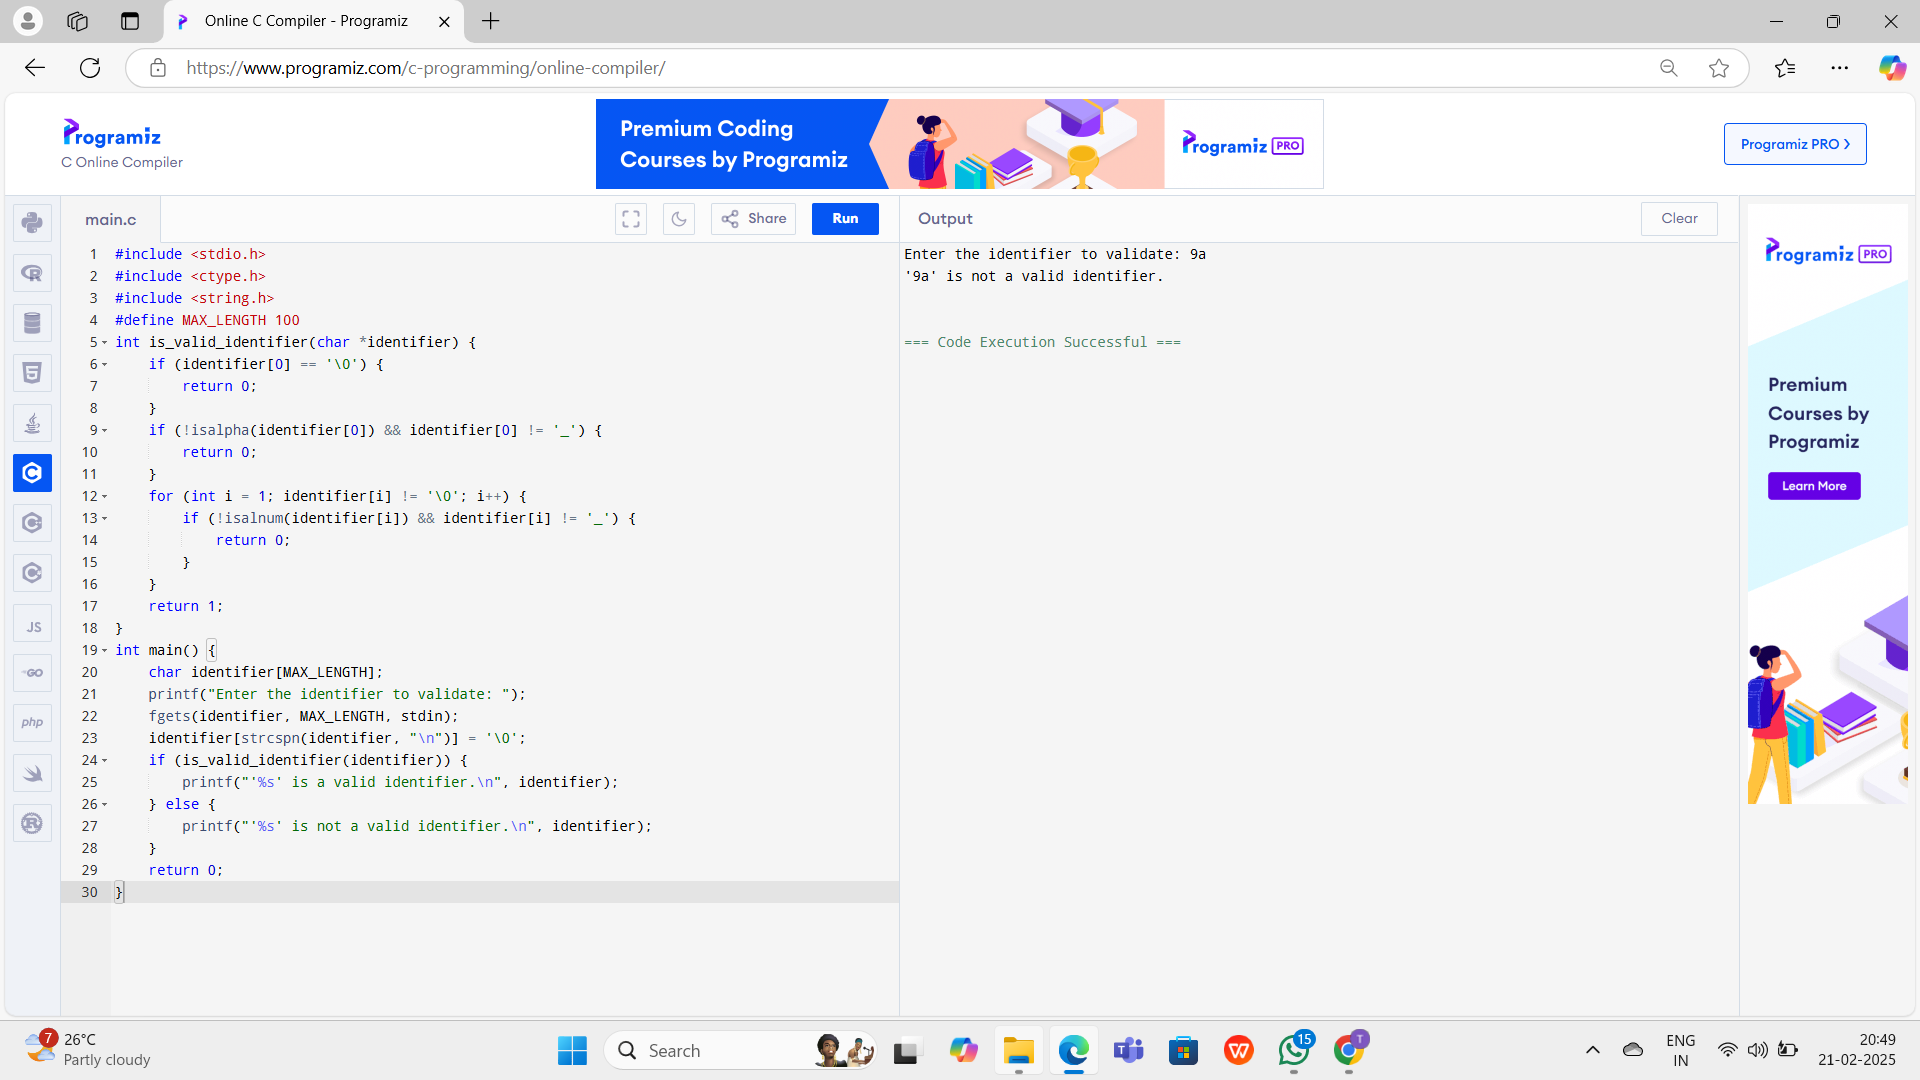 Online C Compiler - Programiz
https://www.programiz.com/c-programming/online-compiler/
Programiz
C Online Compiler
Premium Coding
Courses by Programiz
Programiz PRO
Programiz PRO ›
main.c
Share
Run
Output
Clear
1 #include <stdio.h>
2 #include <ctype.h>
3 #include <string.h>
4 #define MAX_LENGTH 100
5 int is_valid_identifier(char *identifier) {
6     if (identifier[0] == '\0') {
7         return 0;
8     }
9     if (!isalpha(identifier[0]) && identifier[0] != '_') {
10         return 0;
11     }
12     for (int i = 1; identifier[i] != '\0'; i++) {
13         if (!isalnum(identifier[i]) && identifier[i] != '_') {
14             return 0;
15         }
16     }
17     return 1;
18 }
19 int main() {
20     char identifier[MAX_LENGTH];
21     printf("Enter the identifier to validate: ");
22     fgets(identifier, MAX_LENGTH, stdin);
23     identifier[strcspn(identifier, "\n")] = '\0';
24     if (is_valid_identifier(identifier)) {
25         printf("'%s' is a valid identifier.\n", identifier);
26     } else {
27         printf("'%s' is not a valid identifier.\n", identifier);
28     }
29     return 0;
30 }
Enter the identifier to validate: 9a
'9a' is not a valid identifier.
=== Code Execution Successful ===
Programiz PRO
Premium
Courses by
Programiz
Learn More
JS
GO
php
7
26°C
Partly cloudy
Search
15
T
ENG
IN
20:49
21-02-2025